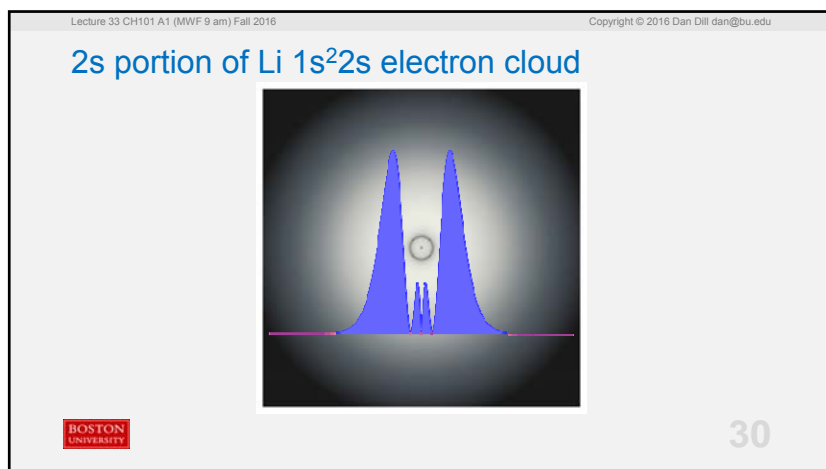 Lecture 33 CH101 A1 (MWF 9 am) Fall 2016
Copyright © 2016 Dan Dill dan@bu.edu
2s portion of Li 1s²2s electron cloud
BOSTON
UNIVERSITY
30